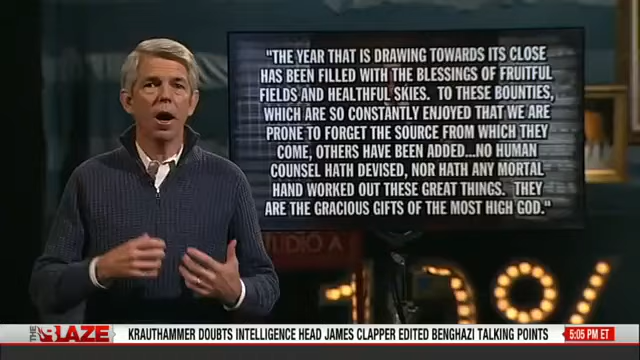 "THE YEAR THAT IS DRAWING TOWARDS ITS CLOSE
HAS BEEN FILLED WITH THE BLESSINGS OF FRUITFUL
FIELDS AND HEALTHFUL SKIES. TO THESE BOUNTIES,
WHICH ARE SO CONSTANTLY ENJOYED THAT WE ARE
PRONE TO FORGET THE SOURCE FROM WHICH THEY
COME, OTHERS HAVE BEEN ADDED...NO HUMAN
COUNSEL HATH DEVISED, NOR HATH ANY MORTAL
HAND WORKED OUT THESE GREAT THINGS. THEY
ARE THE GRACIOUS GIFTS OF THE MOST HIGH GOD."
STUDIO A
%
THE BLAZE KRAUTHAMMER DOUBTS INTELLIGENCE HEAD JAMES CLAPPER EDITED BENGHAZI TALKING POINTS 5:05 PM ET